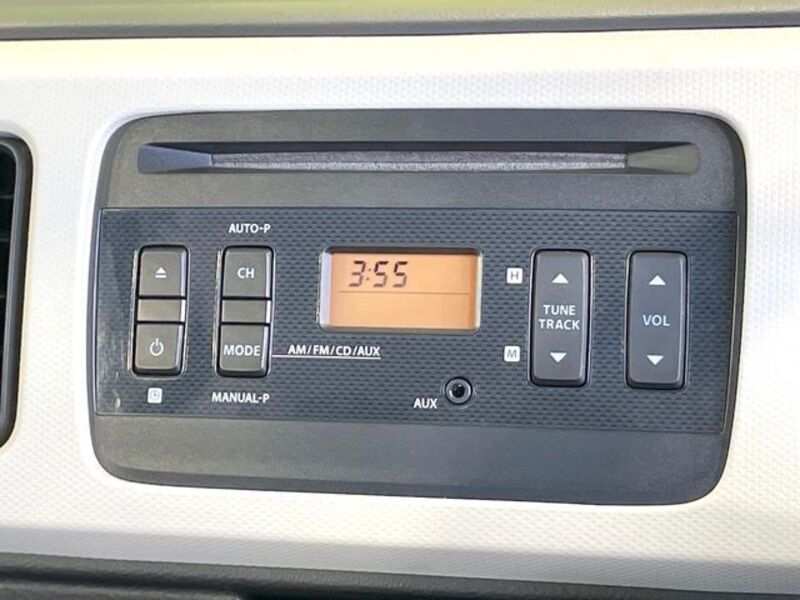 AUTO-P
CH
3:55
H
TUNE
TRACK
VOL
MODE
AM/FM/CD/AUX
M
MANUAL-P
AUX